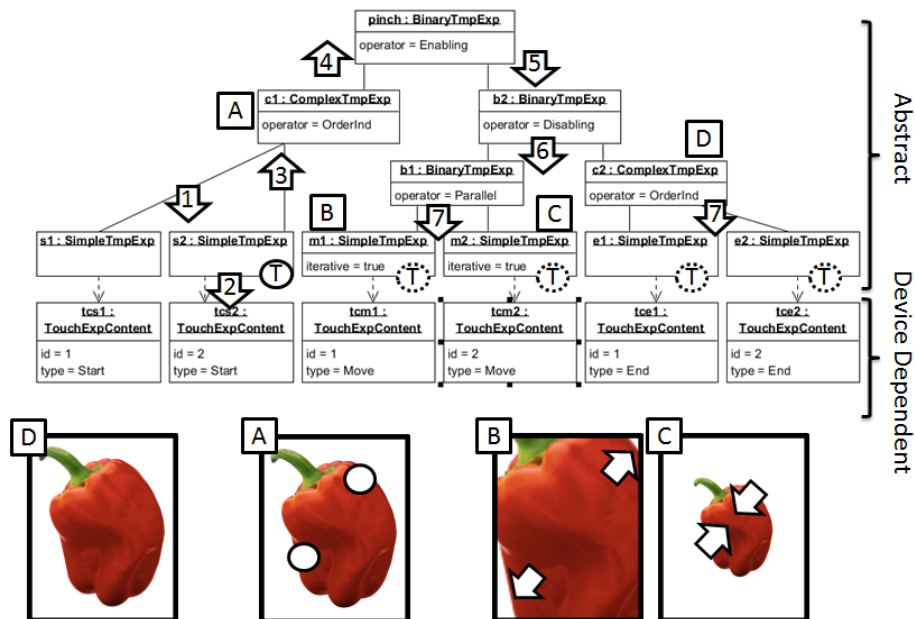 pinch : BinaryTmpExp
operator = Enabling
4
5
A
c1 : ComplexTmpExp
operator = OrderInd
b2 : BinaryTmpExp
operator = Disabling
D
3
6
b1 : BinaryTmpExp
operator = Parallel
c2 : ComplexTmpExp
operator = OrderInd
Abstract
1
B
7
C
7
s1 : SimpleTmpExp
s2 : SimpleTmpExp
m1 : SimpleTmpExp
iterative = true
m2 : SimpleTmpExp
iterative = true
e1 : SimpleTmpExp
e2 : SimpleTmpExp
T
T
T
T
T
2
tcs1 :
TouchExpContent
id = 1
type = Start
tcs2 :
TouchExpContent
id = 2
type = Start
tcm1 :
TouchExpContent
id = 1
type = Move
tcm2 :
TouchExpContent
id = 2
type = Move
tce1 :
TouchExpContent
id = 1
type = End
tce2 :
TouchExpContent
id = 2
type = End
Device Dependent
D
A
B
C